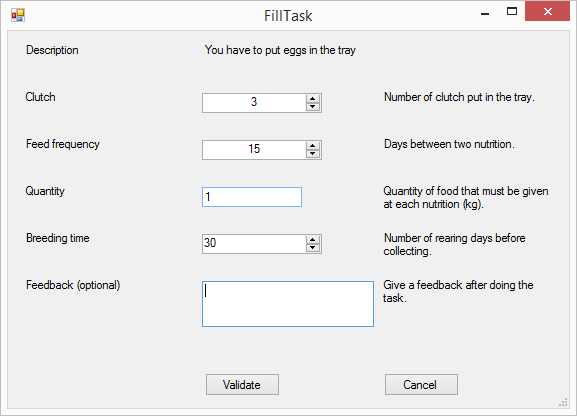 FillTask
Description You have to put eggs in the tray
Clutch 3 Number of clutch put in the tray.
Feed frequency 15 Days between two nutrition.
Quantity 1 Quantity of food that must be given
at each nutrition (kg).
Breeding time 30 Number of rearing days before
collecting.
Feedback (optional) Give a feedback after doing the
task.
Validate Cancel